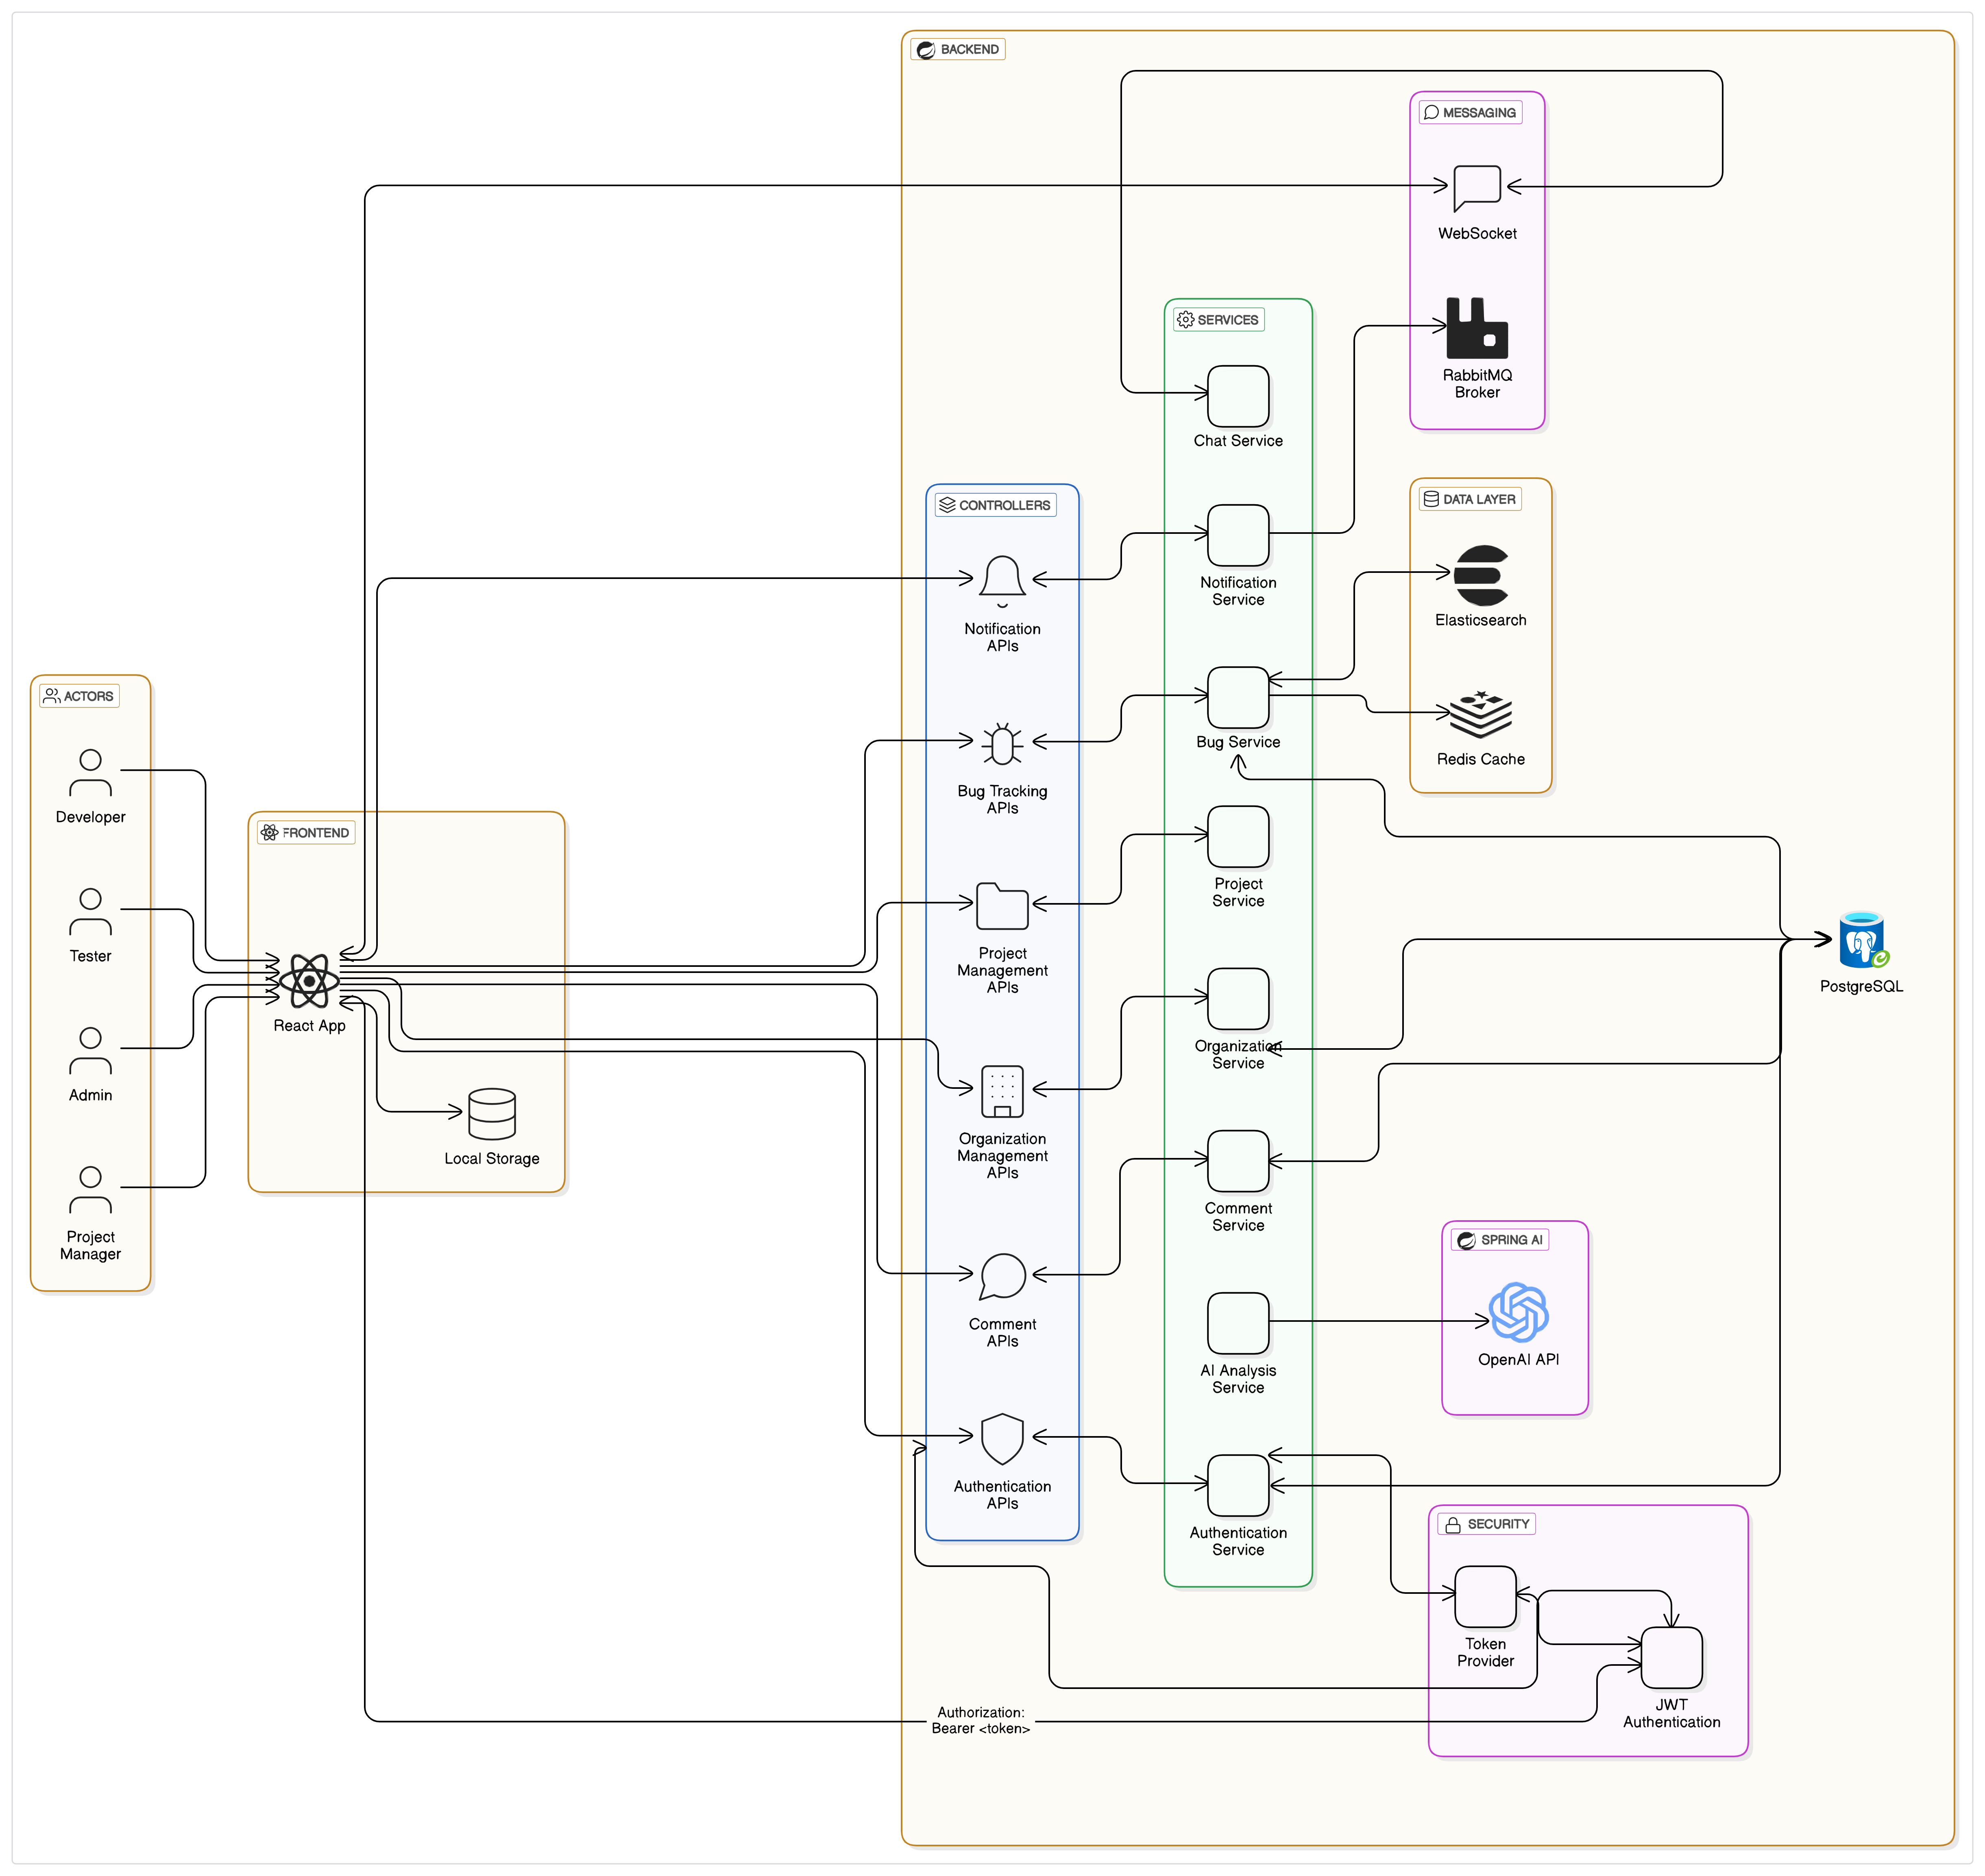 BACKEND
MESSAGING
WebSocket
RabbitMQ
Broker
SERVICES
Chat Service
Notification
Service
Bug Service
Project
Service
Organization
Service
Comment
Service
AI Analysis
Service
Authentication
Service
DATA LAYER
Elasticsearch
Redis Cache
CONTROLLERS
Notification
APIs
Bug Tracking
APIs
Project
Management
APIs
Organization
Management
APIs
Comment
APIs
Authentication
APIs
ACTORS
Developer
Tester
Admin
Project
Manager
FRONTEND
React App
Local Storage
PostgreSQL
SPRING AI
OpenAI API
SECURITY
Token
Provider
JWT
Authentication
Authorization:
Bearer <token>